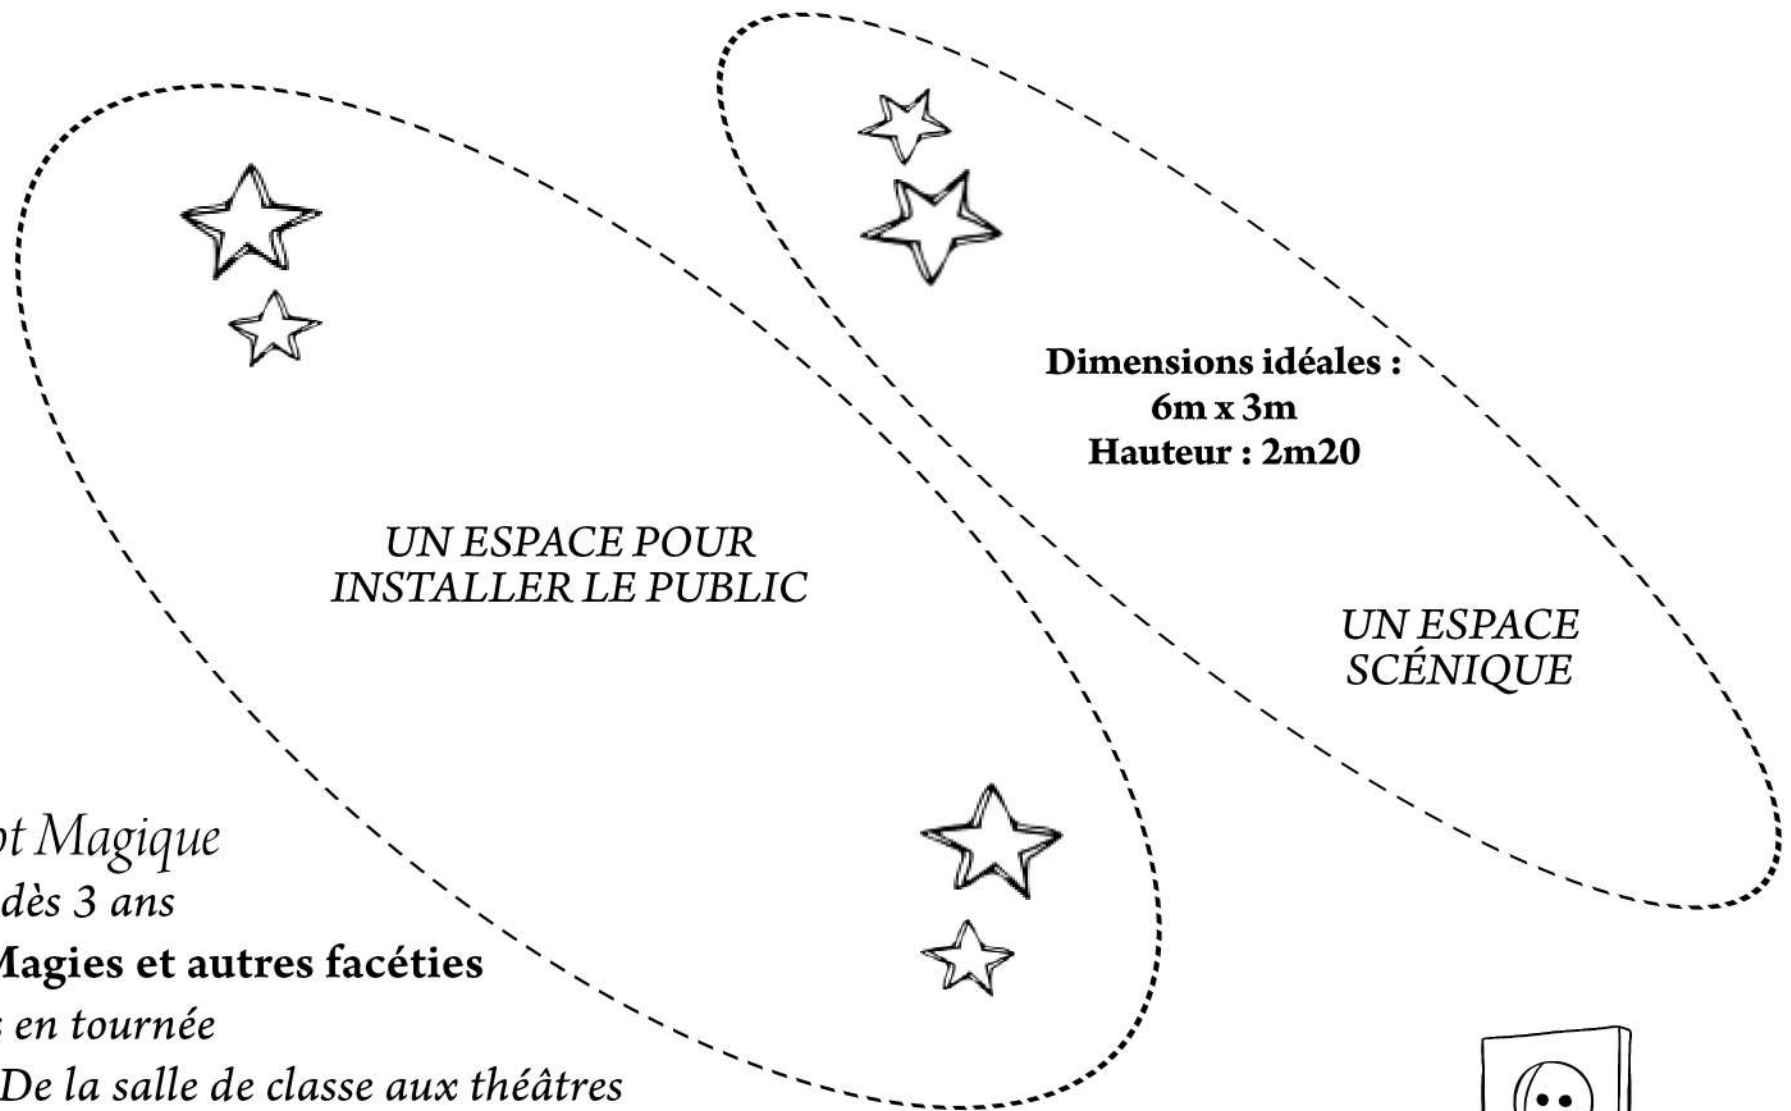 Dimensions idéales :
6m x 3m
Hauteur : 2m20
UN ESPACE POUR
INSTALLER LE PUBLIC
UN ESPACE
SCÉNIQUE
Magique
dès 3 ans
Magies et autres facéties
en tournée
De la salle de classe aux théâtres